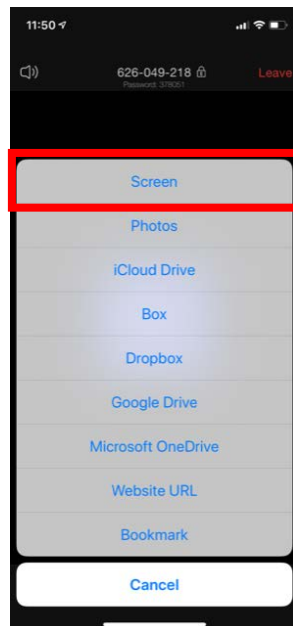 11:50
626-049-218
Leave
Password: 378051
Screen
Photos
iCloud Drive
Box
Dropbox
Google Drive
Microsoft OneDrive
Website URL
Bookmark
Cancel